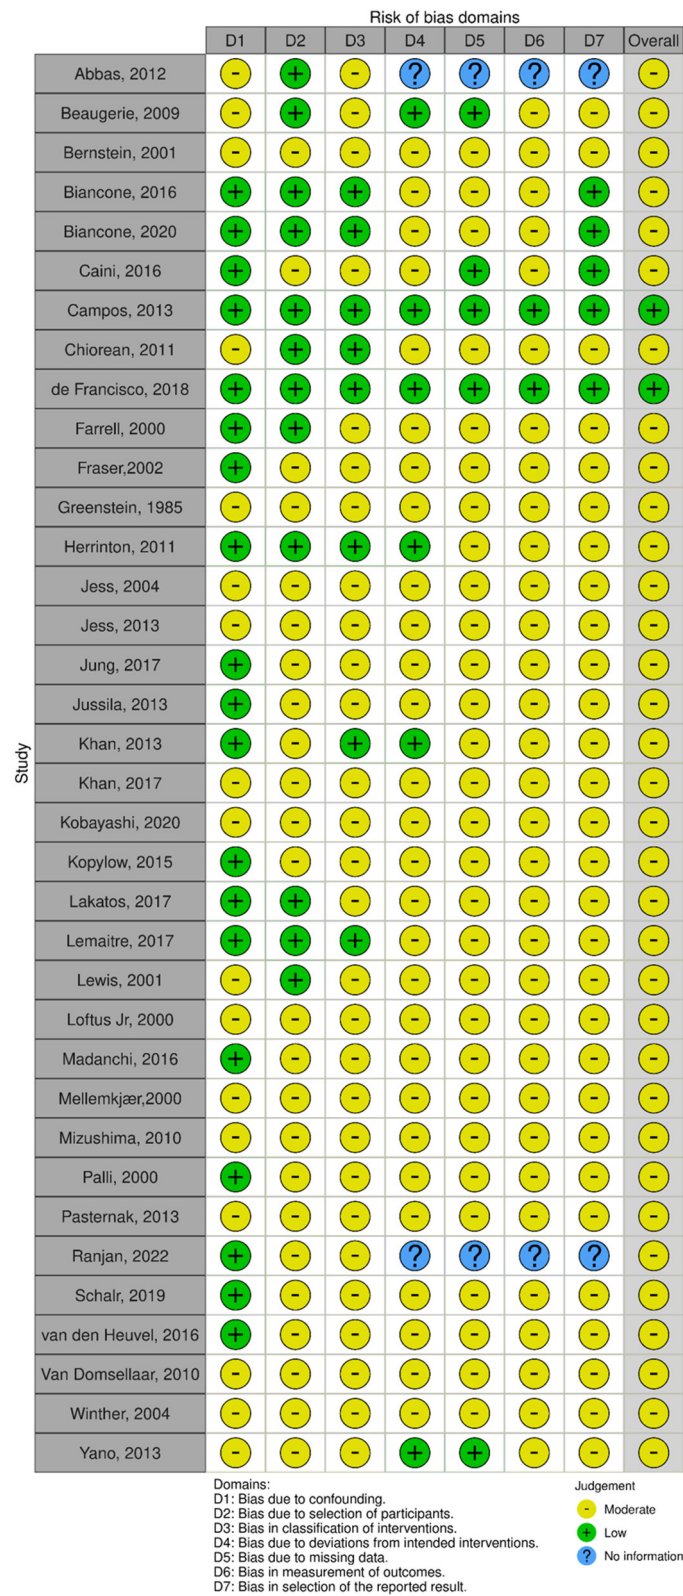 Risk of bias domains
D1 D2 D3 D4 D5 D6 D7 Overall
Abbas, 2012 - + - ? ? ? ? -
Beaugerie, 2009 - + - + + - - -
Bernstein, 2001 - - - - - - - -
Biancone, 2016 + + + - - - + -
Biancone, 2020 + + + - - - + -
Caini, 2016 + - - - + - + -
Campos, 2013 + + + + + + + +
Chiorean, 2011 - + + - - - - -
de Francisco, 2018 + + + + + + + +
Farrell, 2000 + + - - - - - -
Fraser,2002 + - - - - - - -
Greenstein, 1985 - - - - - - - -
Herrinton, 2011 + + + + - - - -
Jess, 2004 - - - - - - - -
Jess, 2013 - - - - - - - -
Jung, 2017 + - - - - - - -
Jussila, 2013 + - - - - - - -
Khan, 2013 + - + + - - - -
Khan, 2017 - - - - - - - -
Kobayashi, 2020 - - - - - - - -
Kopylow, 2015 + - - - - - - -
Lakatos, 2017 + + - - - - - -
Lemaitre, 2017 + + + - - - - -
Lewis, 2001 - + - - - - - -
Loftus Jr, 2000 - - - - - - - -
Madanchi, 2016 + - - - - - - -
Mellemkjær,2000 - - - - - - - -
Mizushima, 2010 - - - - - - - -
Palli, 2000 + - - - - - - -
Pasternak, 2013 - - - - - - - -
Ranjan, 2022 + - - ? ? ? ? -
Schalr, 2019 + - - - - - - -
van den Heuvel, 2016 + - - - - - - -
Van Domsellaar, 2010 - - - - - - - -
Winther, 2004 - - - - - - - -
Yano, 2013 - - - + + - - -
Study
Domains:
D1: Bias due to confounding.
D2: Bias due to selection of participants.
D3: Bias in classification of interventions.
D4: Bias due to deviations from intended interventions.
D5: Bias due to missing data.
D6: Bias in measurement of outcomes.
D7: Bias in selection of the reported result.
Judgement
- Moderate
+ Low
? No information